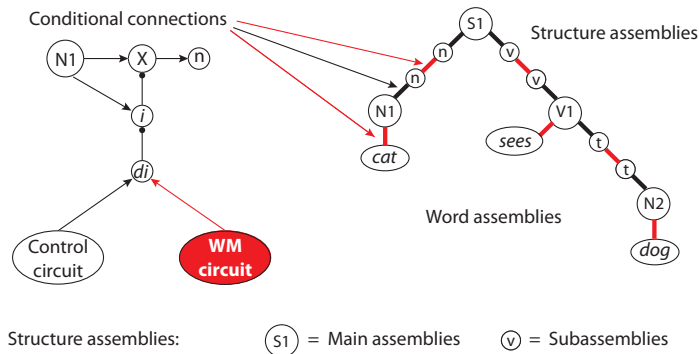 Conditional connections
N1
X
n
i
di
Control
circuit
WM
circuit
S1
Structure assemblies
n
v
n
v
N1
V1
cat
sees
t
t
Word assemblies
N2
dog
Structure assemblies:
S1 = Main assemblies
v = Subassemblies